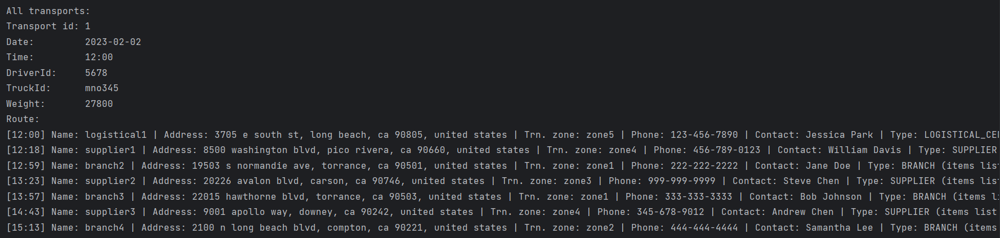 All transports:
Transport id: 1
Date:         2023-02-02
Time:         12:00
DriverId:     5678
TruckId:      mno345
Weight:       27800
Route:
[12:00] Name: logistical1 | Address: 3705 e south st, long beach, ca 90805, united states | Trn. zone: zone5 | Phone: 123-456-7890 | Contact: Jessica Park | Type:
[12:18] Name: supplier1 | Address: 8500 washington blvd, pico rivera, ca 90660, united states | Trn. zone: zone4 | Phone: 456-789-0123 | Contact: William Davis | Type: SUPPLIER
[12:59] Name: branch2 | Address: 19503 s normandie ave, torrance, ca 90501, united states | Trn. zone: zone1 | Phone: 222-222-2222 | Contact: Jane Doe | Type: BRANCH (items list
[13:23] Name: supplier2 | Address: 20226 avalon blvd, carson, ca 90746, united states | Trn. zone: zone3 | Phone: 999-999-9999 | Contact: Steve Chen | Type: SUPPLIER (items list
[13:57] Name: branch3 | Address: 22015 hawthorne blvd, torrance, ca 90503, united states | Trn. zone: zone1 | Phone: 333-333-3333 | Contact: Bob Johnson | Type: BRANCH (items
[14:43] Name: supplier3 | Address: 9001 apollo way, downey, ca 90242, united states | Trn. zone: zone4 | Phone: 345-678-9012 | Contact: Andrew Chen | Type: SUPPLIER (items list
[15:13] Name: branch4 | Address: 2100 n long beach blvd, compton, ca 90221, united states | Trn. zone: zone2 | Phone: 444-444-4444 | Contact: Samantha Lee | Type: BRANCH (items